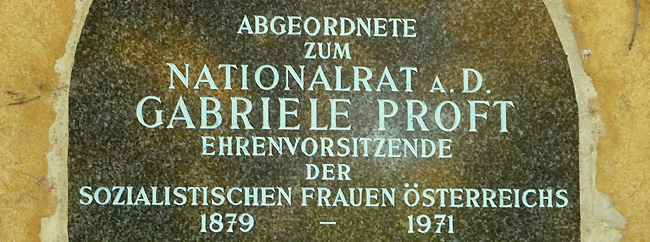 ABGEORDNETE
ZUM
NATIONALRAT A.D.
GABRIELE PROFT
EHRENVORSITZENDE
DER
SOZIALISTISCHEN FRAUEN ÖSTERREICHS
1879 – 1971